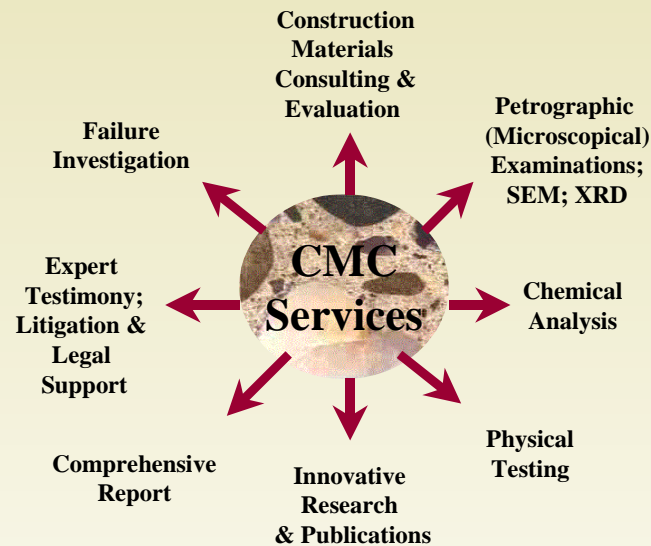 Construction
Materials
Consulting &
Evaluation
Petrographic
(Microscopical)
Examinations;
SEM; XRD
Failure
Investigation
CMC
Services
Expert
Testimony;
Litigation &
Legal
Support
Chemical
Analysis
Physical
Testing
Comprehensive
Report
Innovative
Research
& Publications